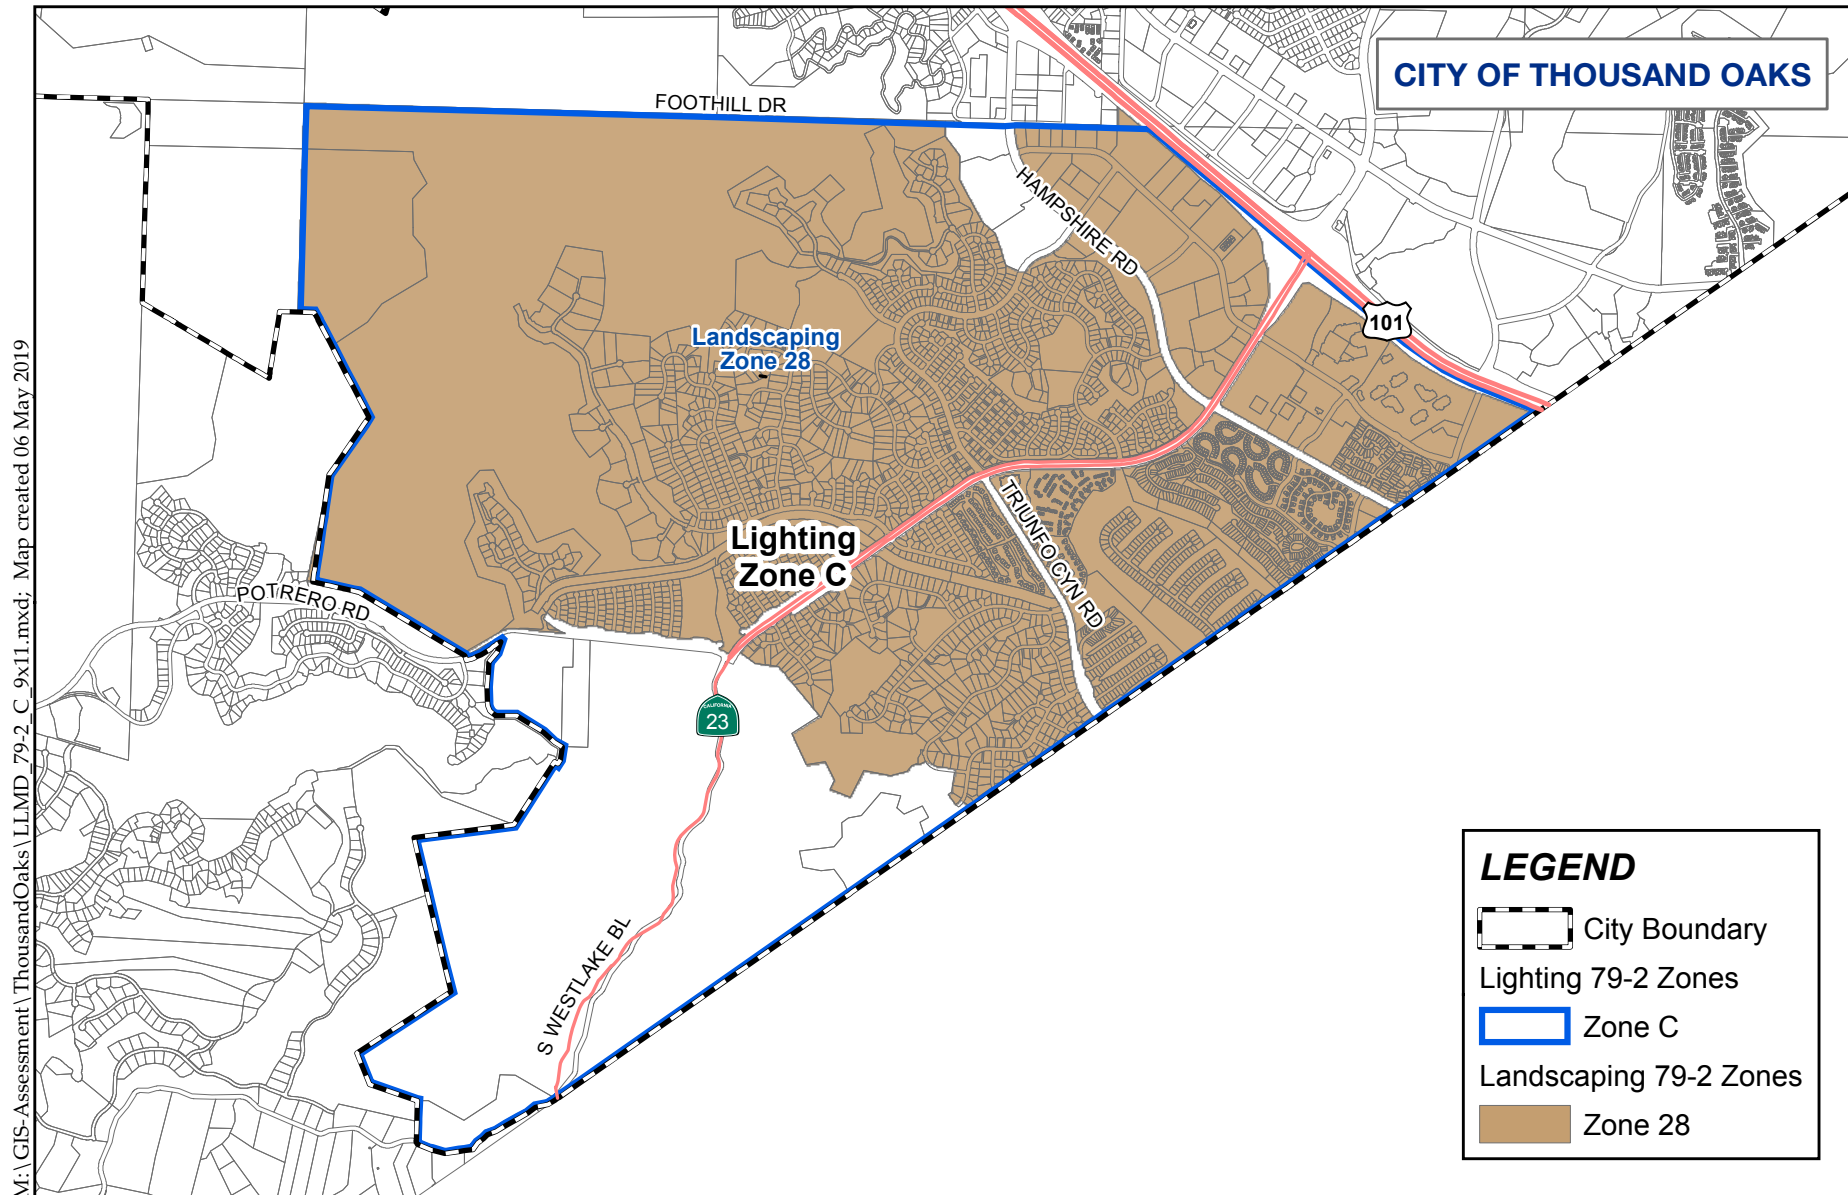 CITY OF THOUSAND OAKS
FOOTHILL DR
HAMPSHIRE RD
101
Landscaping
Zone 28
Lighting
Zone C
TRIUNFO CYN RD
POTRERO RD
CALIFORNIA
23
S WESTLAKE BL
LEGEND
City Boundary
Lighting 79-2 Zones
Zone C
Landscaping 79-2 Zones
Zone 28
M:\GIS-Assessment\ThousandOaks\LLMD_79-2_C_9x11.mxd; Map created 06 May 2019